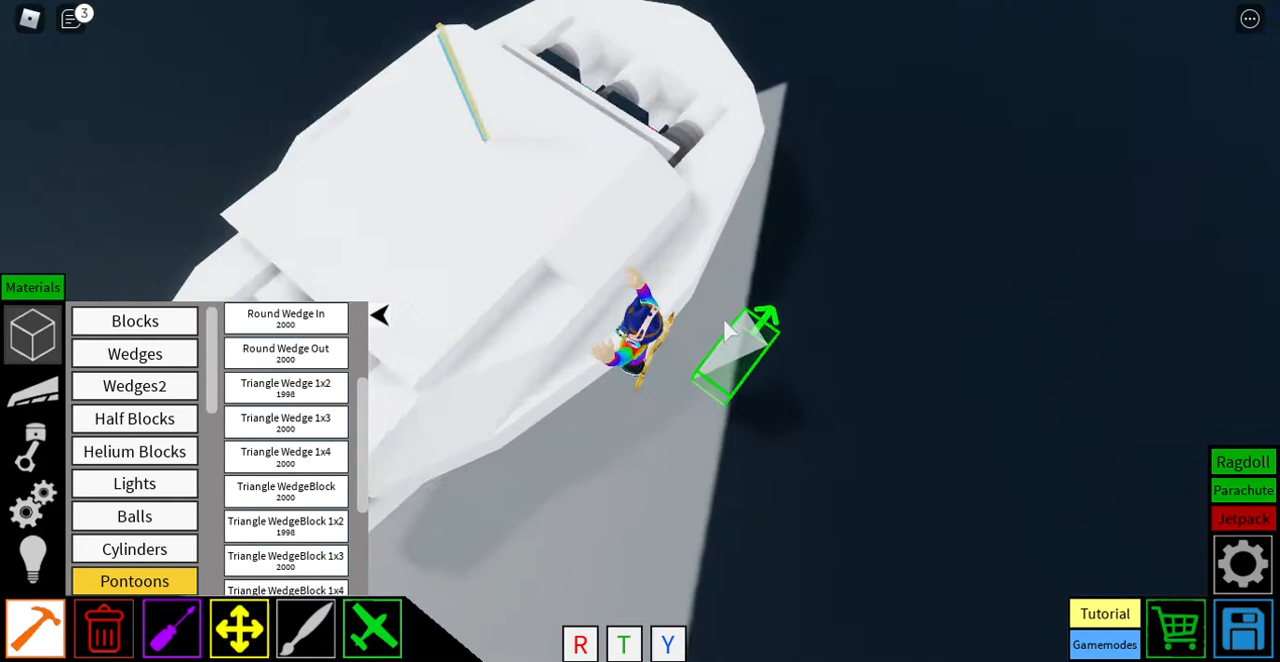 3
Materials
Blocks
Wedges
Wedges2
Half Blocks
Helium Blocks
Lights
Balls
Cylinders
Pontoons
Round Wedge In
2000
Round Wedge Out
2000
Triangle Wedge 1x2
1998
Triangle Wedge 1x3
2000
Triangle Wedge 1x4
2000
Triangle WedgeBlock
2000
Triangle WedgeBlock 1x2
1998
Triangle WedgeBlock 1x3
2000
Triangle WedgeBlock 1x4
R T Y
Ragdoll
Parachute
Jetpack
Tutorial
Gamemodes